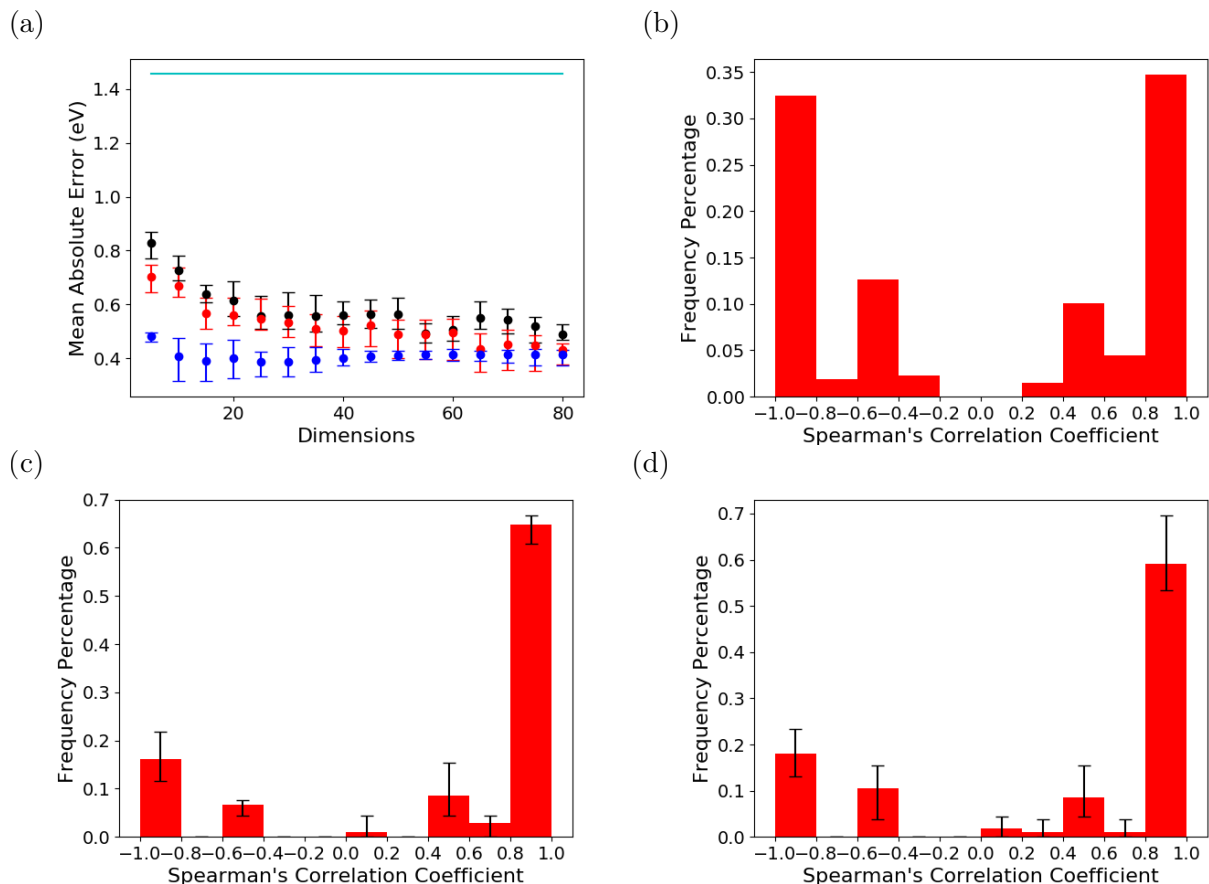 (a)
1.4
1.2
1.0
0.8
0.6
0.4
Mean Absolute Error (eV)
20 40 60 80
Dimensions
(b)
0.35
0.30
0.25
0.20
0.15
0.10
0.05
0.00
Frequency Percentage
−1.0−0.8−0.6−0.4−0.2 0.0 0.2 0.4 0.6 0.8 1.0
Spearman's Correlation Coefficient
(c)
0.7
0.6
0.5
0.4
0.3
0.2
0.1
0.0
Frequency Percentage
−1.0−0.8−0.6−0.4−0.2 0.0 0.2 0.4 0.6 0.8 1.0
Spearman's Correlation Coefficient
(d)
0.7
0.6
0.5
0.4
0.3
0.2
0.1
0.0
Frequency Percentage
−1.0−0.8−0.6−0.4−0.2 0.0 0.2 0.4 0.6 0.8 1.0
Spearman's Correlation Coefficient